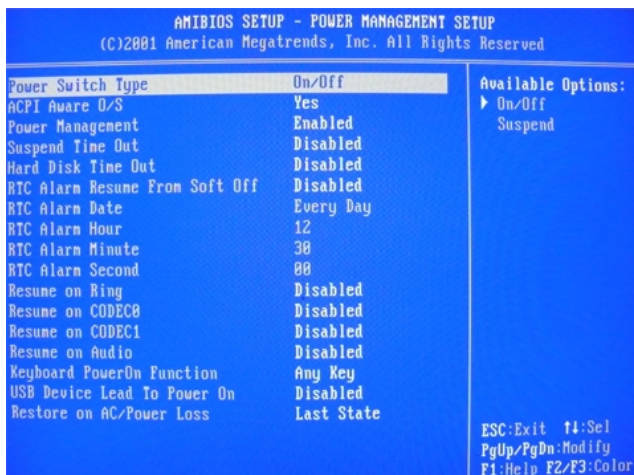 AMIBIOS SETUP - POWER MANAGEMENT SETUP
(C)2001 American Megatrends, Inc. All Rights Reserved
Power Switch Type On/Off
ACPI Aware O/S Yes
Power Management Enabled
Suspend Time Out Disabled
Hard Disk Time Out Disabled
RTC Alarm Resume From Soft Off Disabled
RTC Alarm Date Every Day
RTC Alarm Hour 12
RTC Alarm Minute 30
RTC Alarm Second 00
Resume on Ring Disabled
Resume on CODEC0 Disabled
Resume on CODEC1 Disabled
Resume on Audio Disabled
Keyboard PowerOn Function Any Key
USB Device Lead To Power On Disabled
Restore on AC/Power Loss Last State
Available Options:
▶ On/Off
Suspend
ESC:Exit ↑↓:Sel
PgUp/PgDn:Modify
F1:Help F2/F3:Color